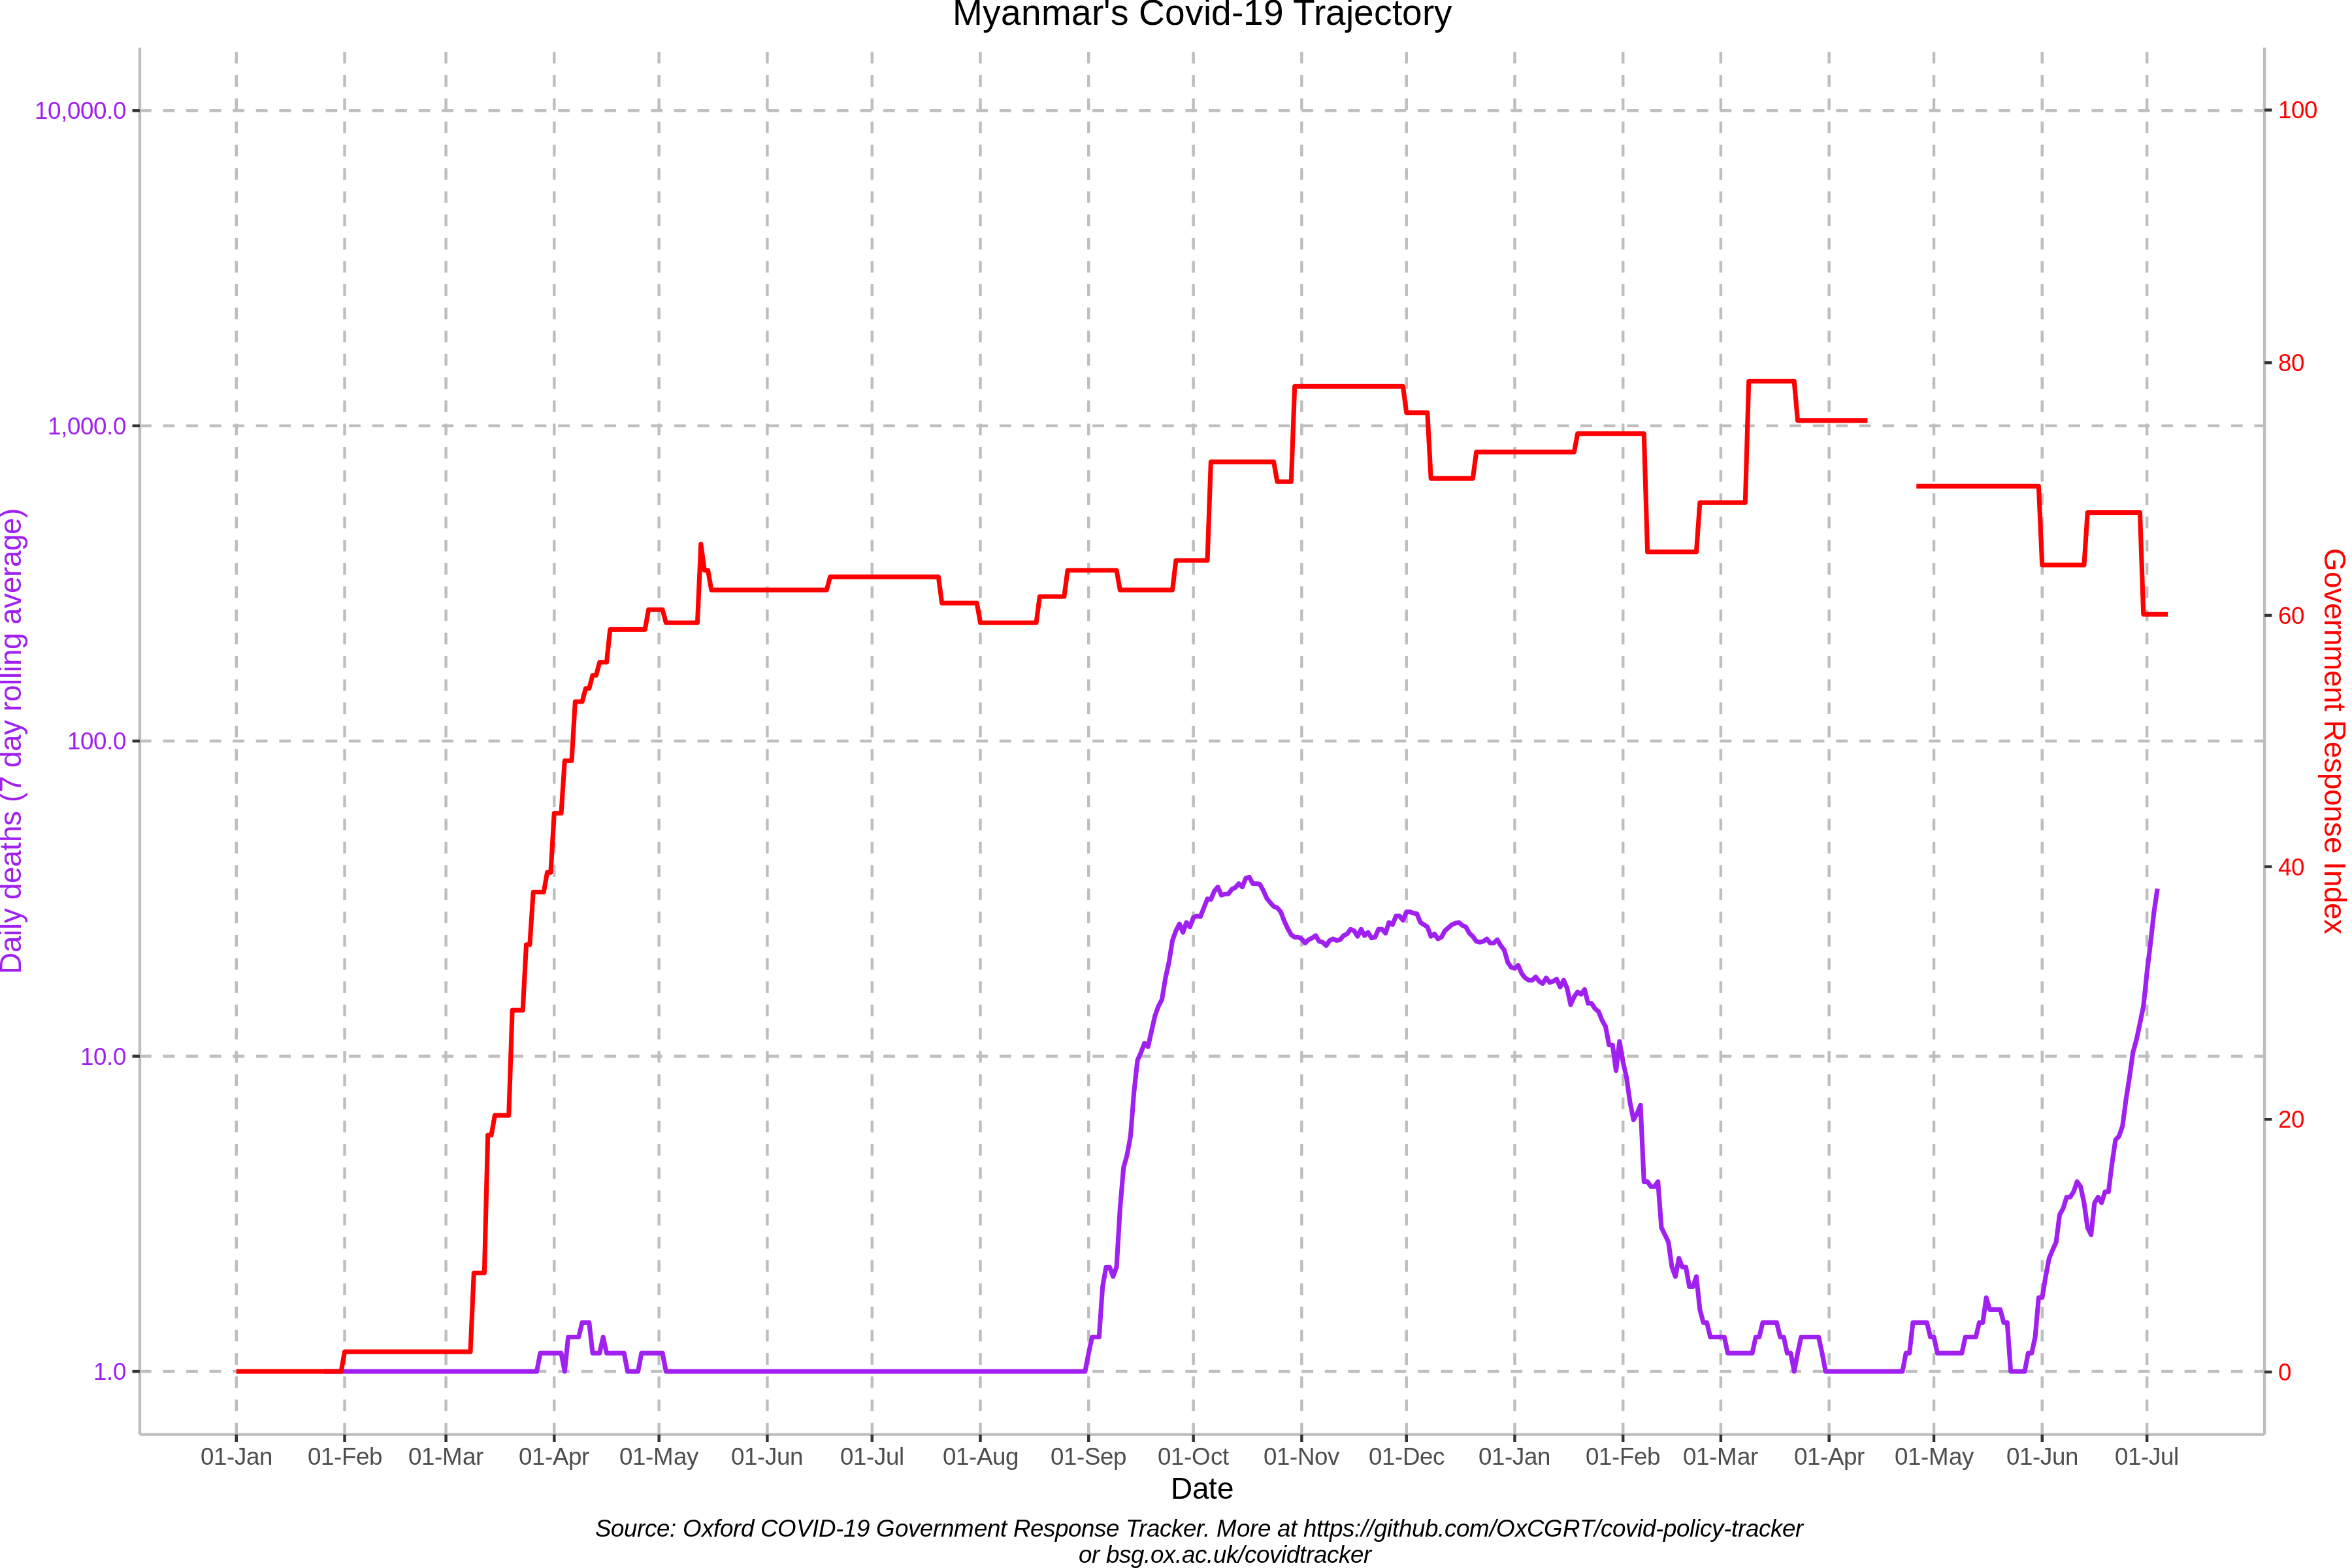 Myanmar's Covid-19 Trajectory
10,000.0
1,000.0
100.0
10.0
1.0
Daily deaths (7 day rolling average)
100
80
60
40
20
0
Government Response Index
01-Jan 01-Feb 01-Mar 01-Apr 01-May 01-Jun 01-Jul 01-Aug 01-Sep 01-Oct 01-Nov 01-Dec 01-Jan 01-Feb 01-Mar 01-Apr 01-May 01-Jun 01-Jul
Date
Source: Oxford COVID-19 Government Response Tracker. More at https://github.com/OxCGRT/covid-policy-tracker
or bsg.ox.ac.uk/covidtracker